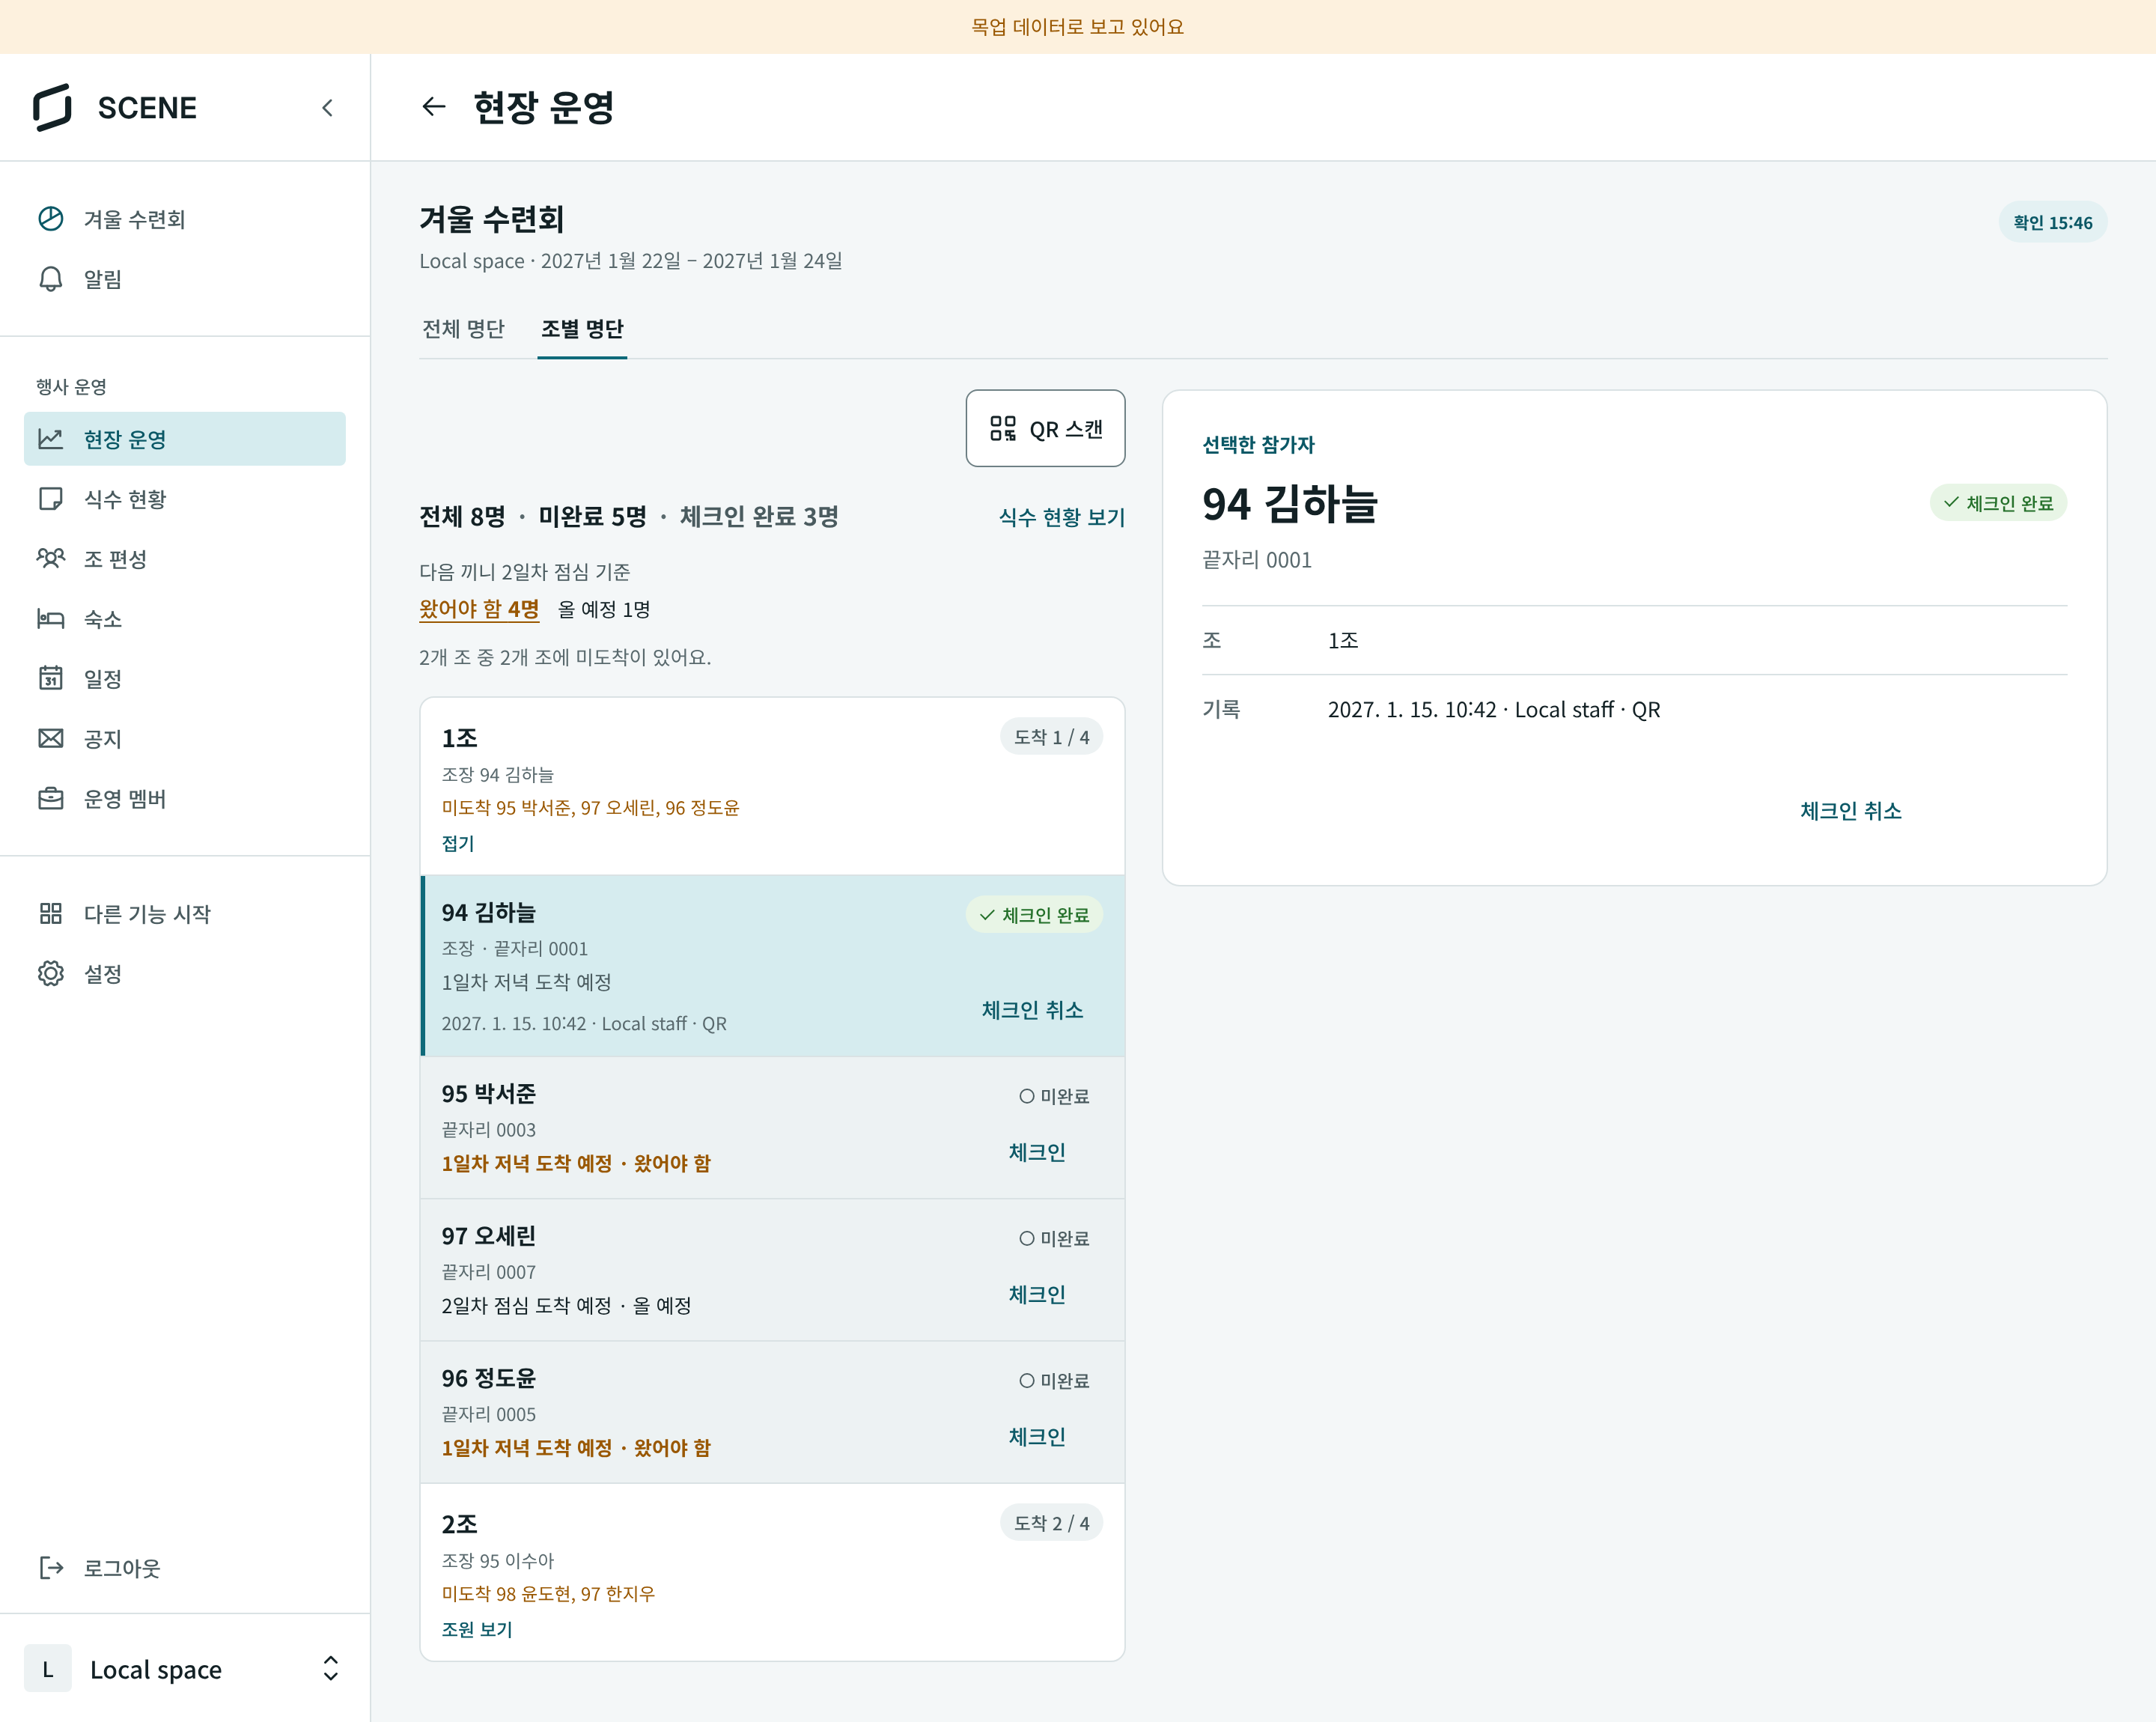 목업 데이터로 보고 있어요
SCENE
현장 운영
겨울 수련회
알림
행사 운영
현장 운영
식수 현황
조 편성
숙소
31
일정
공지
운영 멤버
다른 기능 시작
설정
로그아웃
L Local space
겨울 수련회
확인 15:46
Local space · 2027년 1월 22일 – 2027년 1월 24일
전체 명단 조별 명단
QR 스캔
전체 8명 · 미완료 5명 · 체크인 완료 3명 식수 현황 보기
다음 끼니 2일차 점심 기준
왔어야 함 4명 올 예정 1명
2개 조 중 2개 조에 미도착이 있어요.
1조 도착 1 / 4
조장 94 김하늘
미도착 95 박서준, 97 오세린, 96 정도윤
접기
94 김하늘 체크인 완료
조장 · 끝자리 0001
1일차 저녁 도착 예정
2027. 1. 15. 10:42 · Local staff · QR
체크인 취소
95 박서준 미완료
끝자리 0003
1일차 저녁 도착 예정 · 왔어야 함
체크인
97 오세린 미완료
끝자리 0007
2일차 점심 도착 예정 · 올 예정
체크인
96 정도윤 미완료
끝자리 0005
1일차 저녁 도착 예정 · 왔어야 함
체크인
2조 도착 2 / 4
조장 95 이수아
미도착 98 윤도현, 97 한지우
조원 보기
선택한 참가자
94 김하늘 체크인 완료
끝자리 0001
조 1조
기록 2027. 1. 15. 10:42 · Local staff · QR
체크인 취소